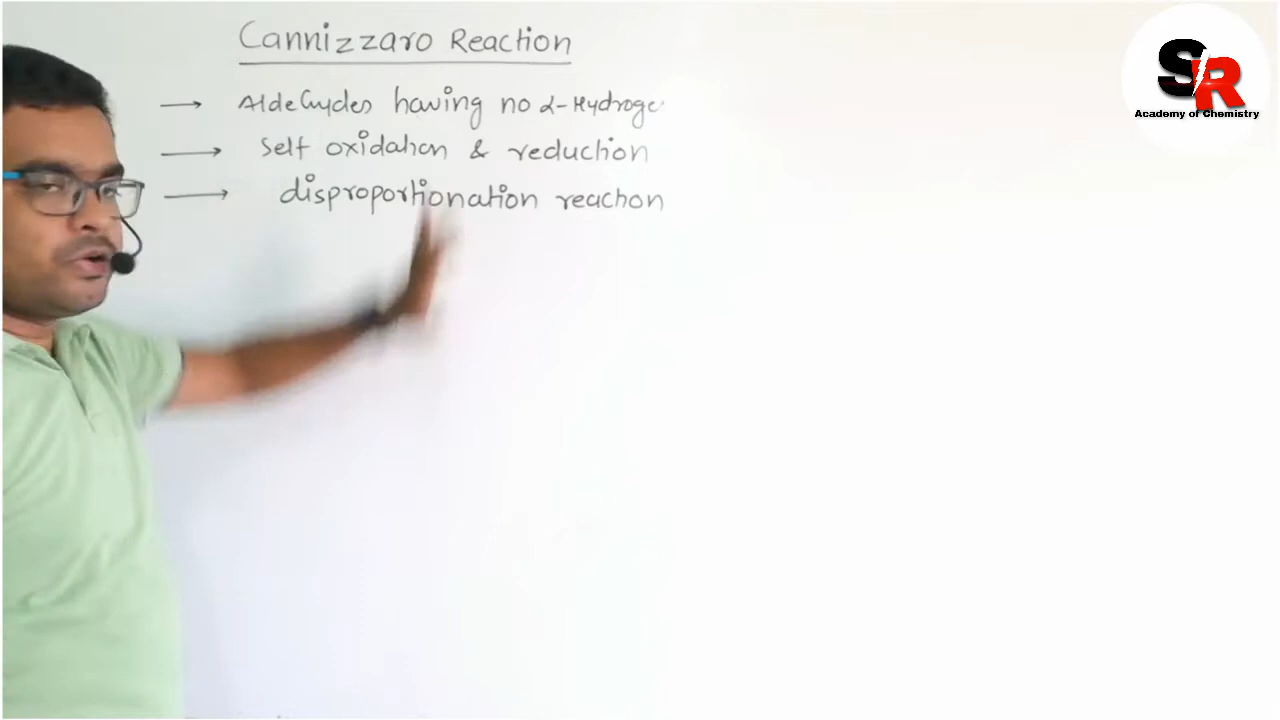 Cannizzaro Reaction
→ Aldehydes having no α-Hydroge
→ Self oxidation & reduction
→ disproportionation reaction
SR
Academy of Chemistry